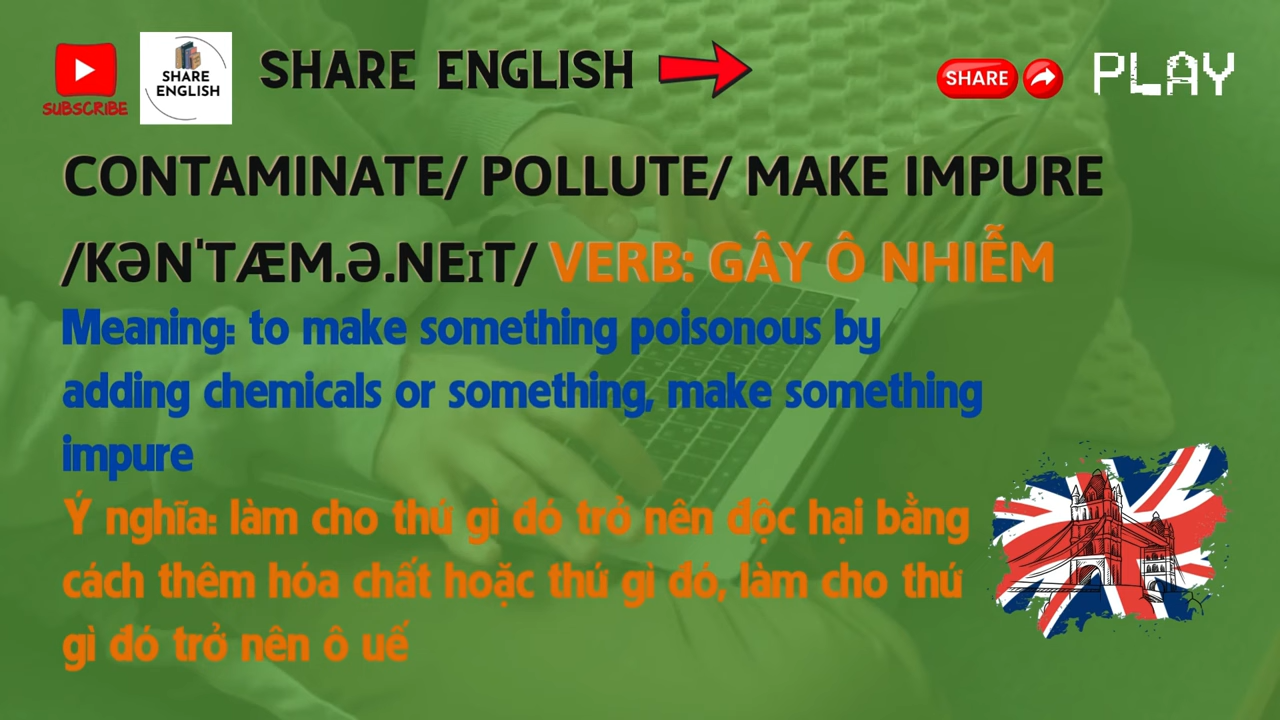 SUBSCRIBE
SHARE
ENGLISH
SHARE ENGLISH
SHARE
PLAY
CONTAMINATE/ POLLUTE/ MAKE IMPURE
/KƏNˈTÆM.Ə.NEɪT/ VERB: GÂY Ô NHIỄM
Meaning: to make something poisonous by
adding chemicals or something, make something
impure
Ý nghĩa: làm cho thứ gì đó trở nên độc hại bằng
cách thêm hóa chất hoặc thứ gì đó, làm cho thứ
gì đó trở nên ô uế